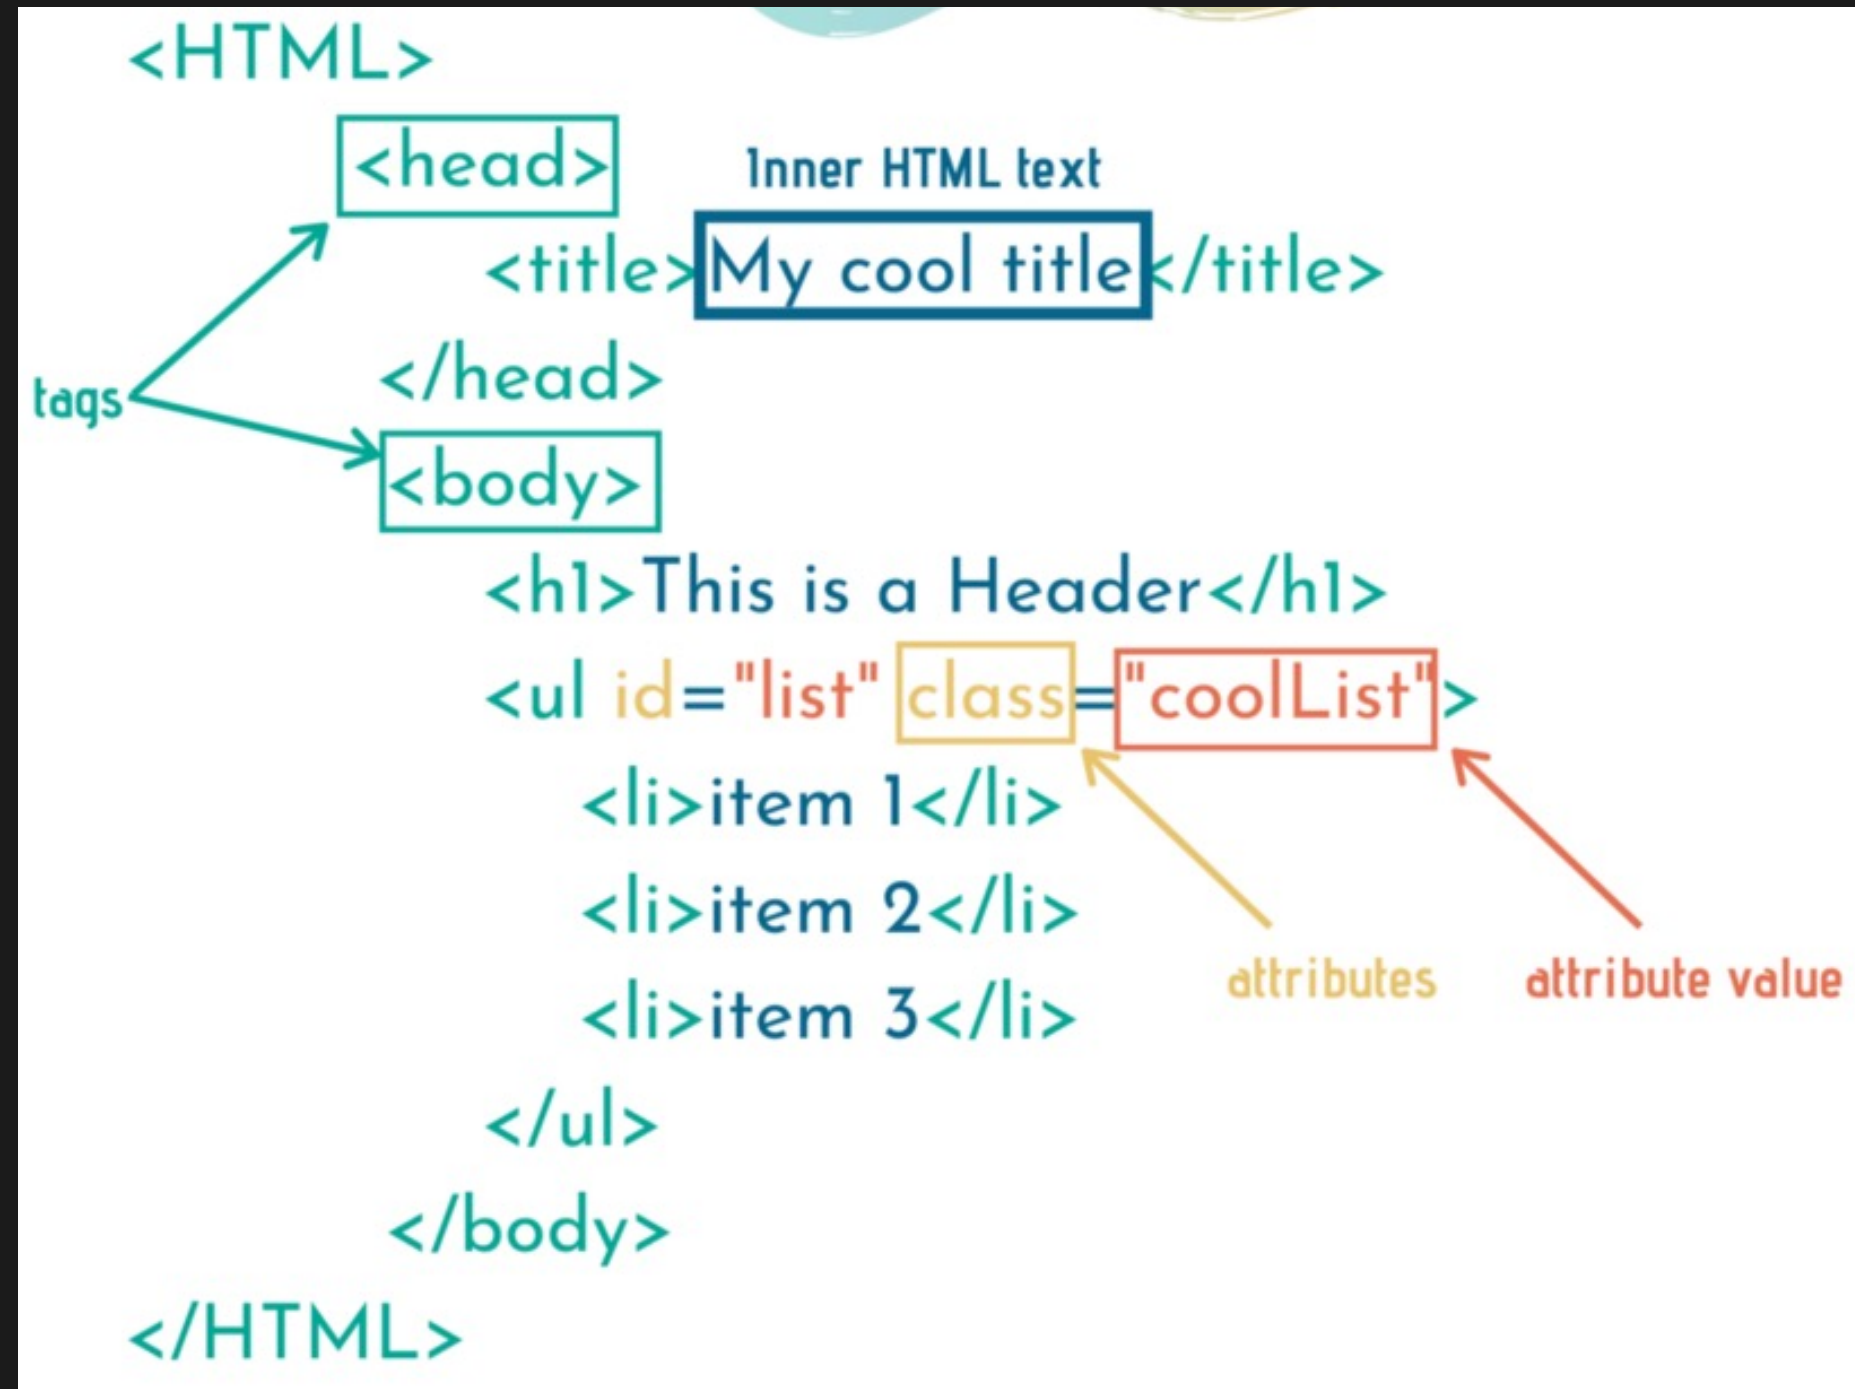 <HTML>
<head>
Inner HTML text
<title>My cool title</title>
</head>
tags
<body>
<h1>This is a Header</h1>
<ul id="list" class="coolList">
<li>item 1</li>
<li>item 2</li>
<li>item 3</li>
attributes
attribute value
</ul>
</body>
</HTML>